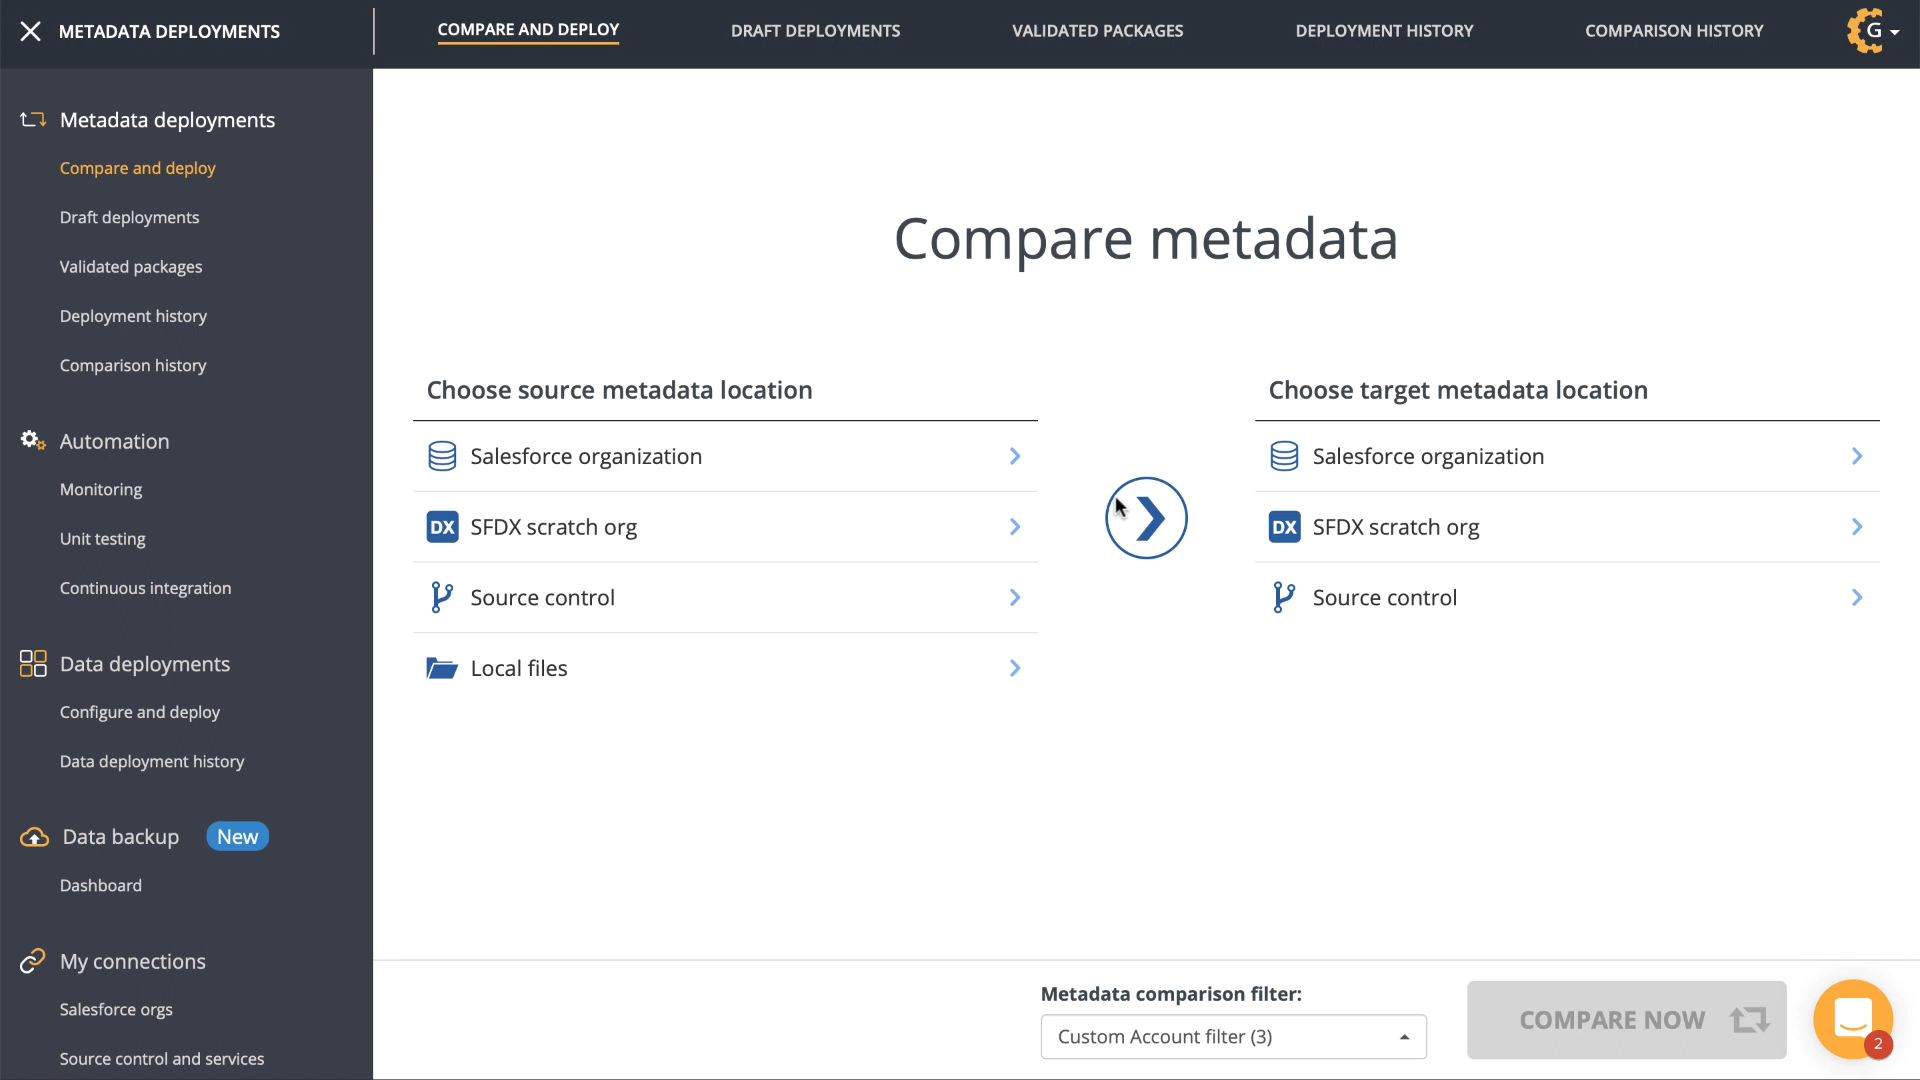 METADATA DEPLOYMENTS
COMPARE AND DEPLOY
DRAFT DEPLOYMENTS
VALIDATED PACKAGES
DEPLOYMENT HISTORY
COMPARISON HISTORY
G
Metadata deployments
Compare and deploy
Draft deployments
Validated packages
Deployment history
Comparison history
Automation
Monitoring
Unit testing
Continuous integration
Data deployments
Configure and deploy
Data deployment history
Data backup New
Dashboard
My connections
Salesforce orgs
Source control and services
Compare metadata
Choose source metadata location
Salesforce organization
DX SFDX scratch org
Source control
Local files
Choose target metadata location
Salesforce organization
DX SFDX scratch org
Source control
Metadata comparison filter:
Custom Account filter (3)
COMPARE NOW
2